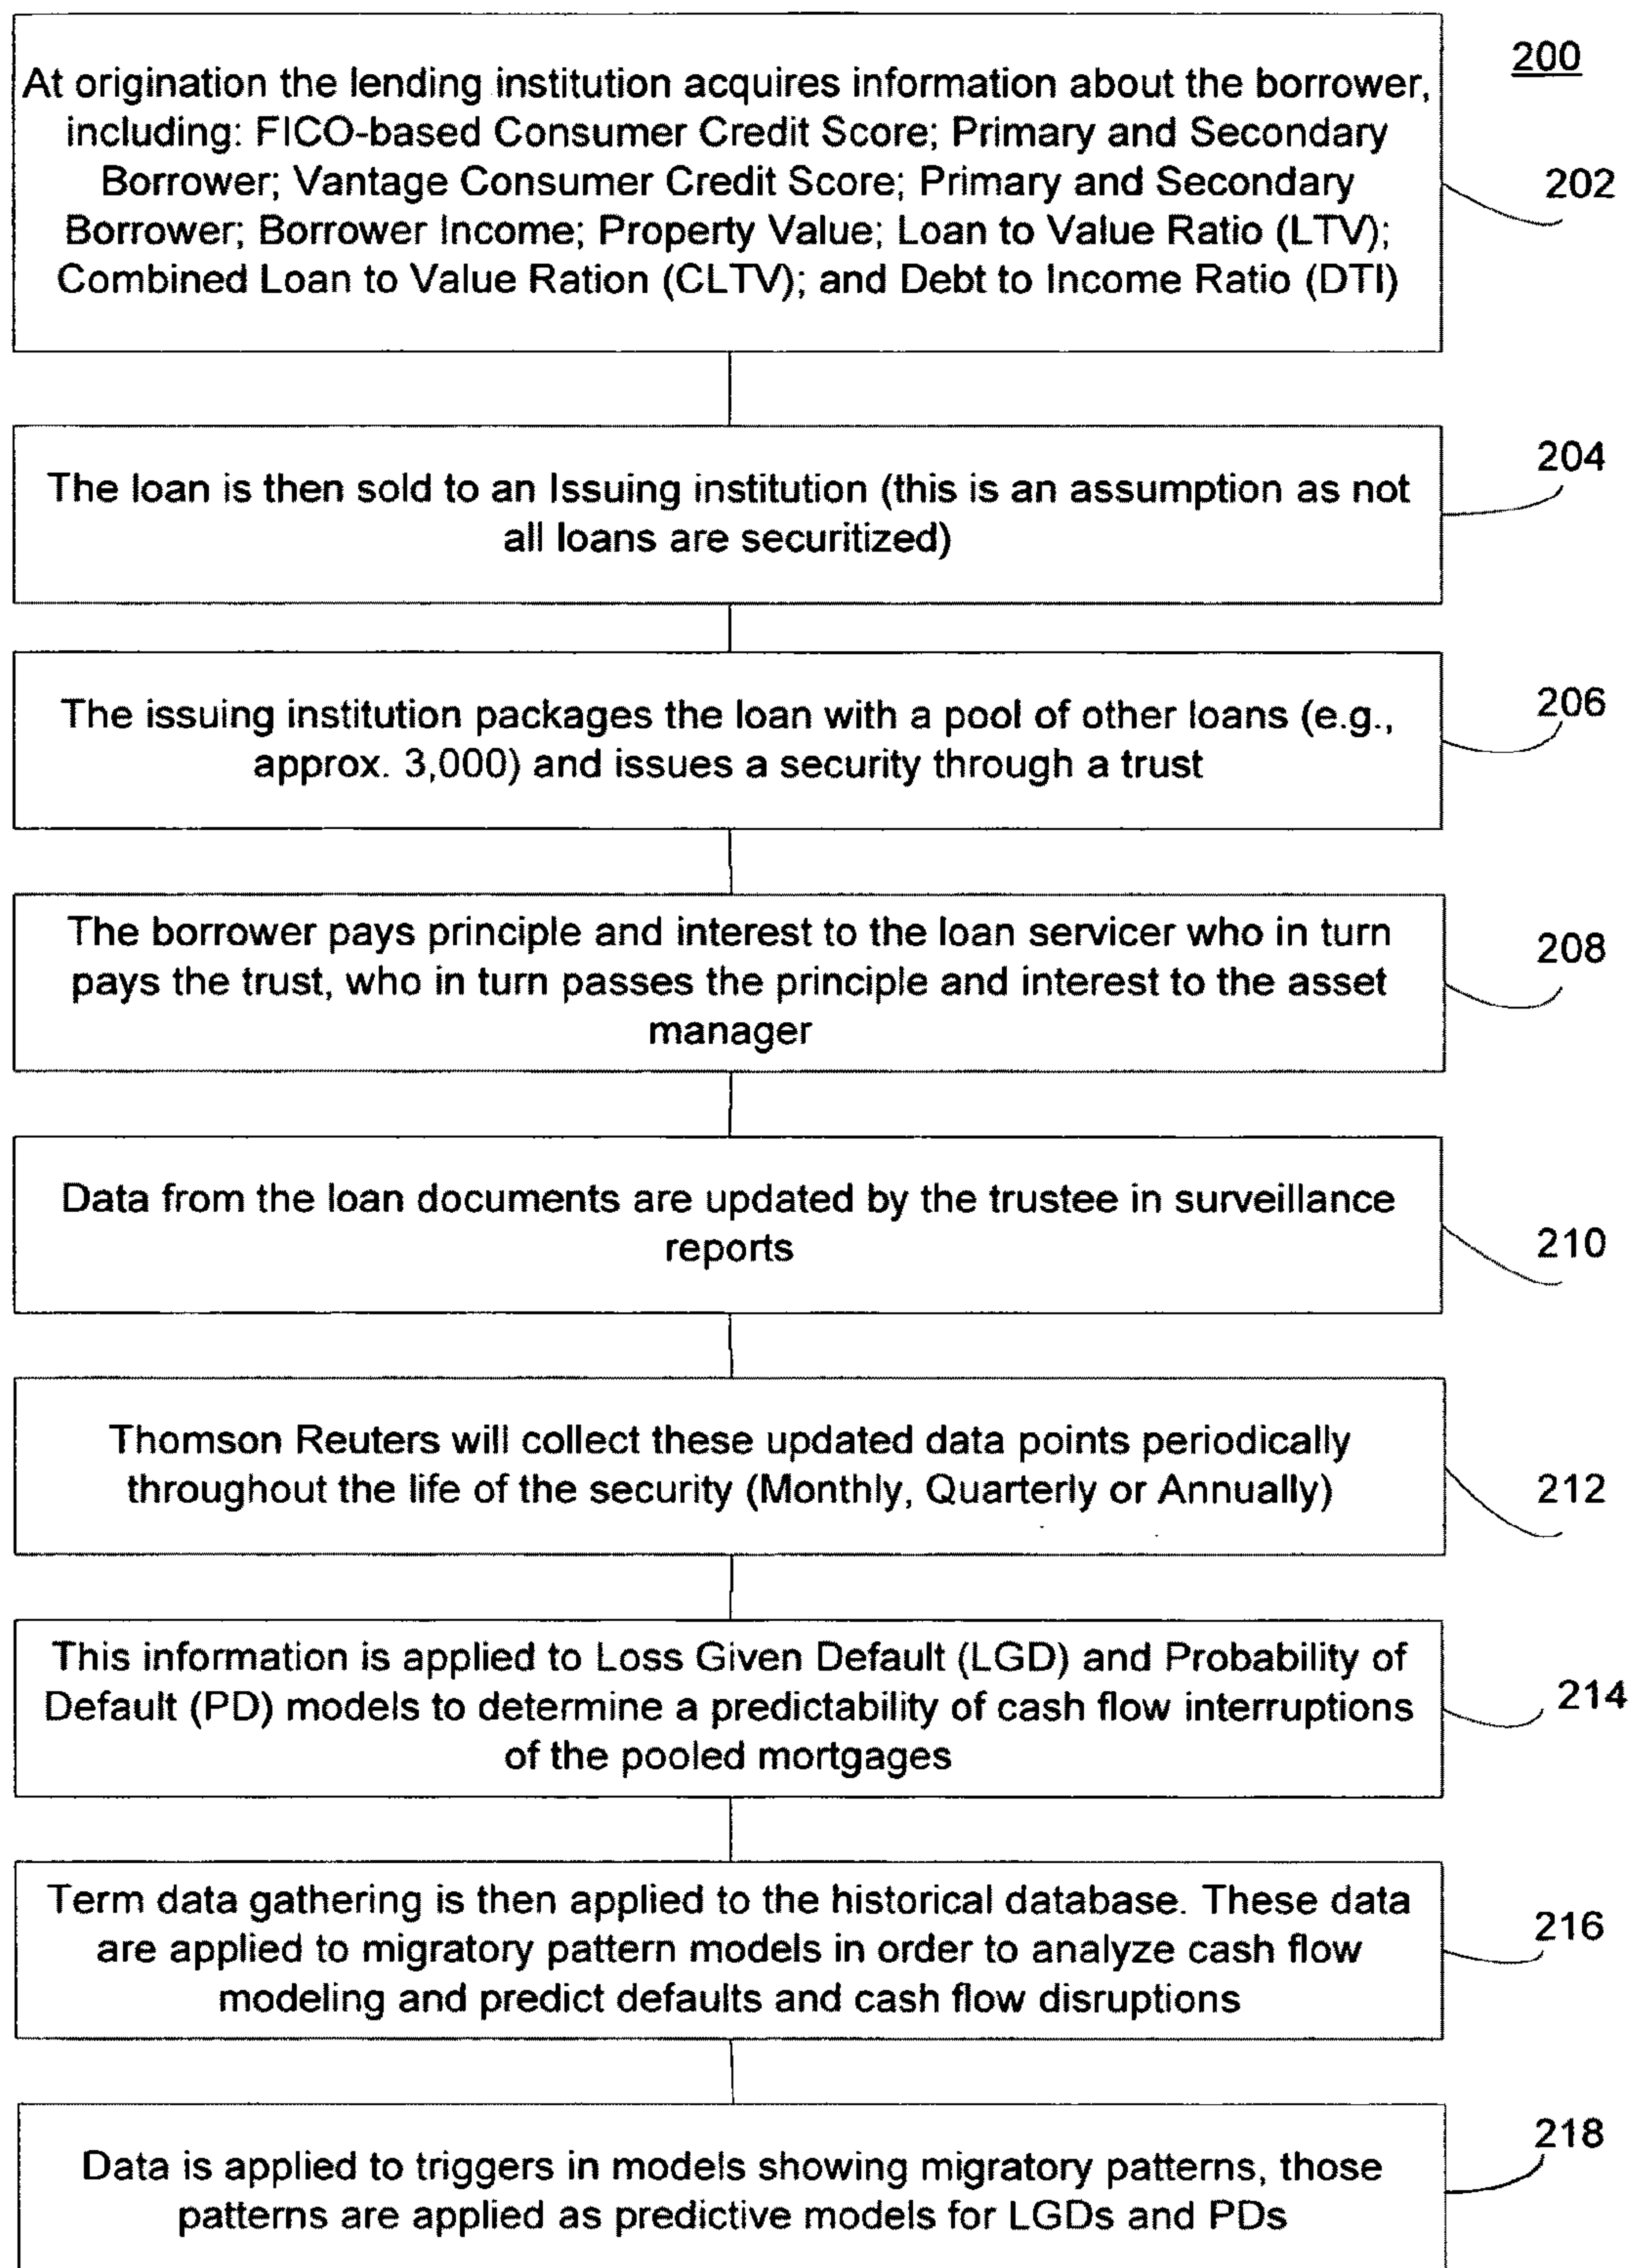 200
At origination the lending institution acquires information about the borrower,
including: FICO-based Consumer Credit Score; Primary and Secondary
Borrower; Vantage Consumer Credit Score; Primary and Secondary
Borrower; Borrower Income; Property Value; Loan to Value Ratio (LTV);
Combined Loan to Value Ration (CLTV); and Debt to Income Ratio (DTI)
202
The loan is then sold to an Issuing institution (this is an assumption as not
all loans are securitized)
204
The issuing institution packages the loan with a pool of other loans (e.g.,
approx. 3,000) and issues a security through a trust
206
The borrower pays principle and interest to the loan servicer who in turn
pays the trust, who in turn passes the principle and interest to the asset
manager
208
Data from the loan documents are updated by the trustee in surveillance
reports
210
Thomson Reuters will collect these updated data points periodically
throughout the life of the security (Monthly, Quarterly or Annually)
212
This information is applied to Loss Given Default (LGD) and Probability of
Default (PD) models to determine a predictability of cash flow interruptions
of the pooled mortgages
214
Term data gathering is then applied to the historical database. These data
are applied to migratory pattern models in order to analyze cash flow
modeling and predict defaults and cash flow disruptions
216
Data is applied to triggers in models showing migratory patterns, those
patterns are applied as predictive models for LGDs and PDs
218